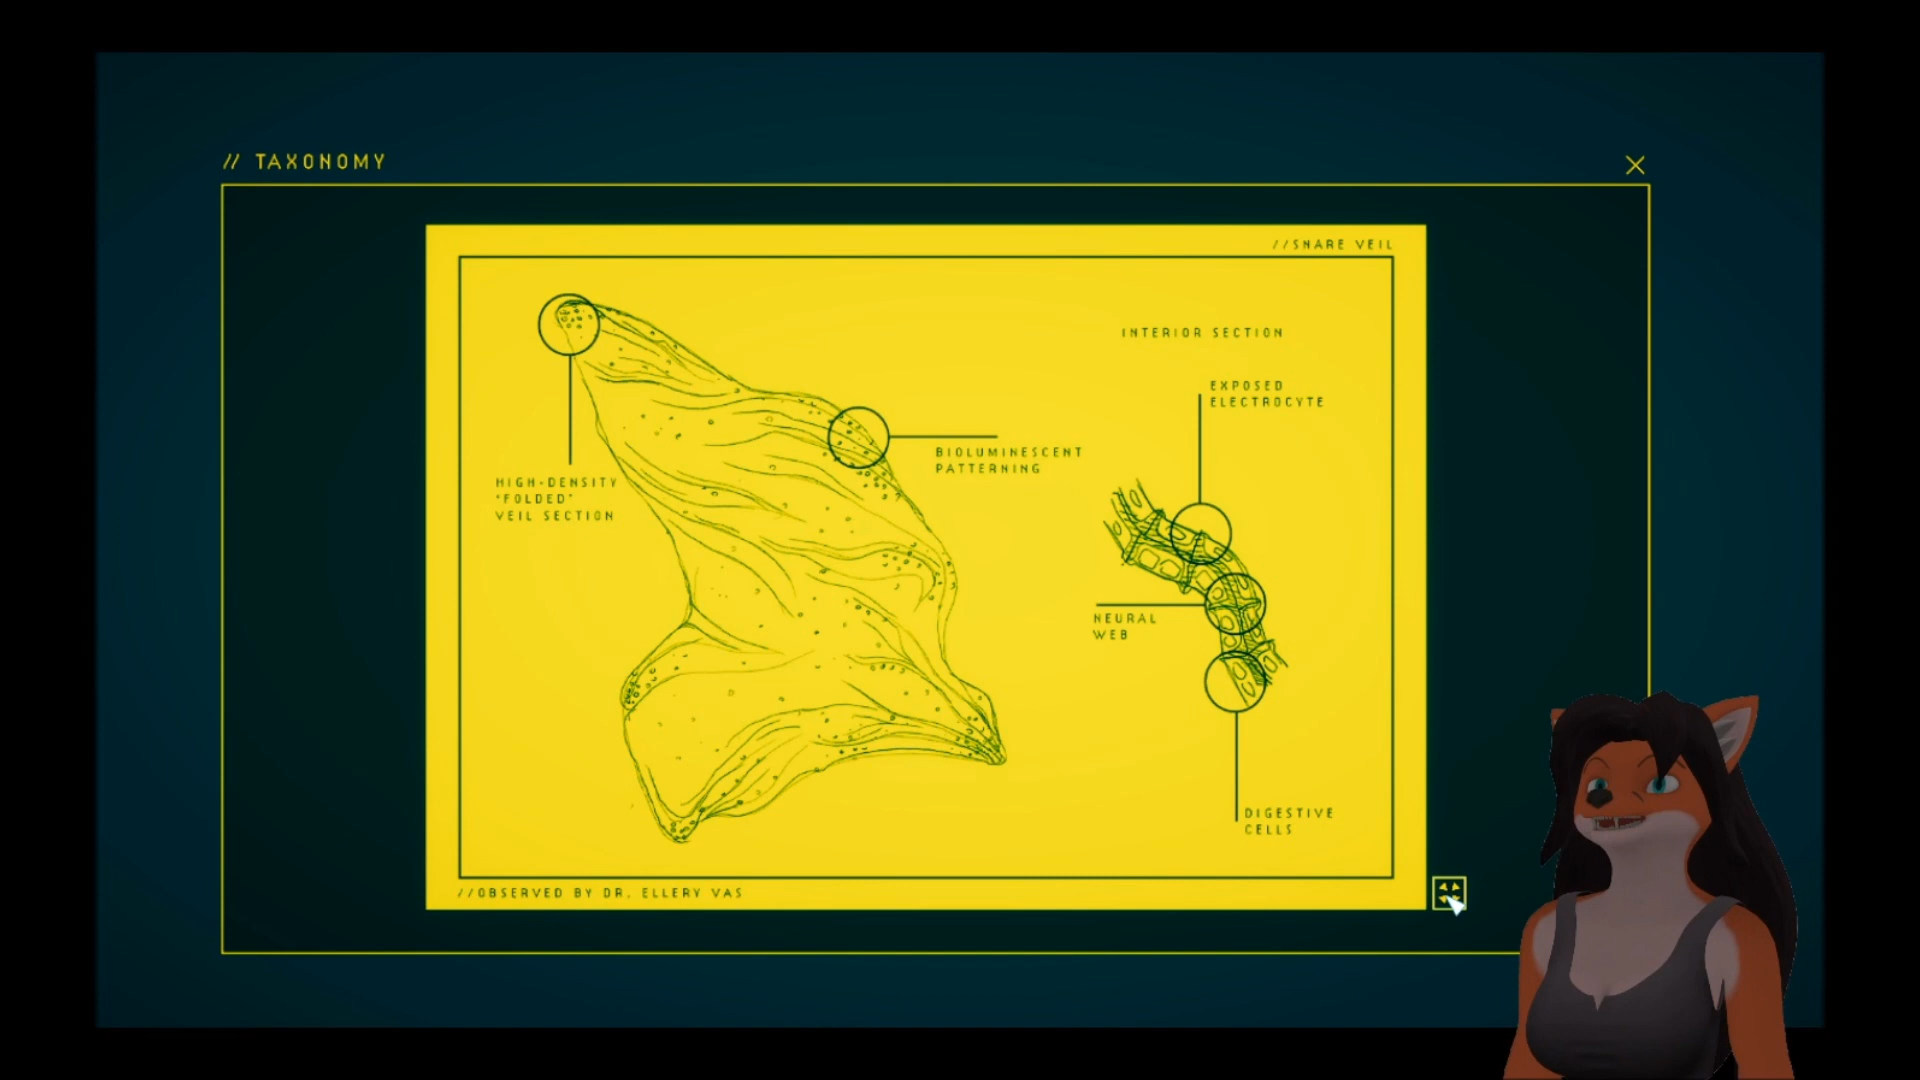 // TAXONOMY
//SNARE VEIL
INTERIOR SECTION
EXPOSED
ELECTROCYTE
BIOLUMINESCENT
PATTERNING
HIGH-DENSITY
"FOLDED"
VEIL SECTION
NEURAL
WEB
DIGESTIVE
CELLS
//OBSERVED BY DR. ELLERY VAS